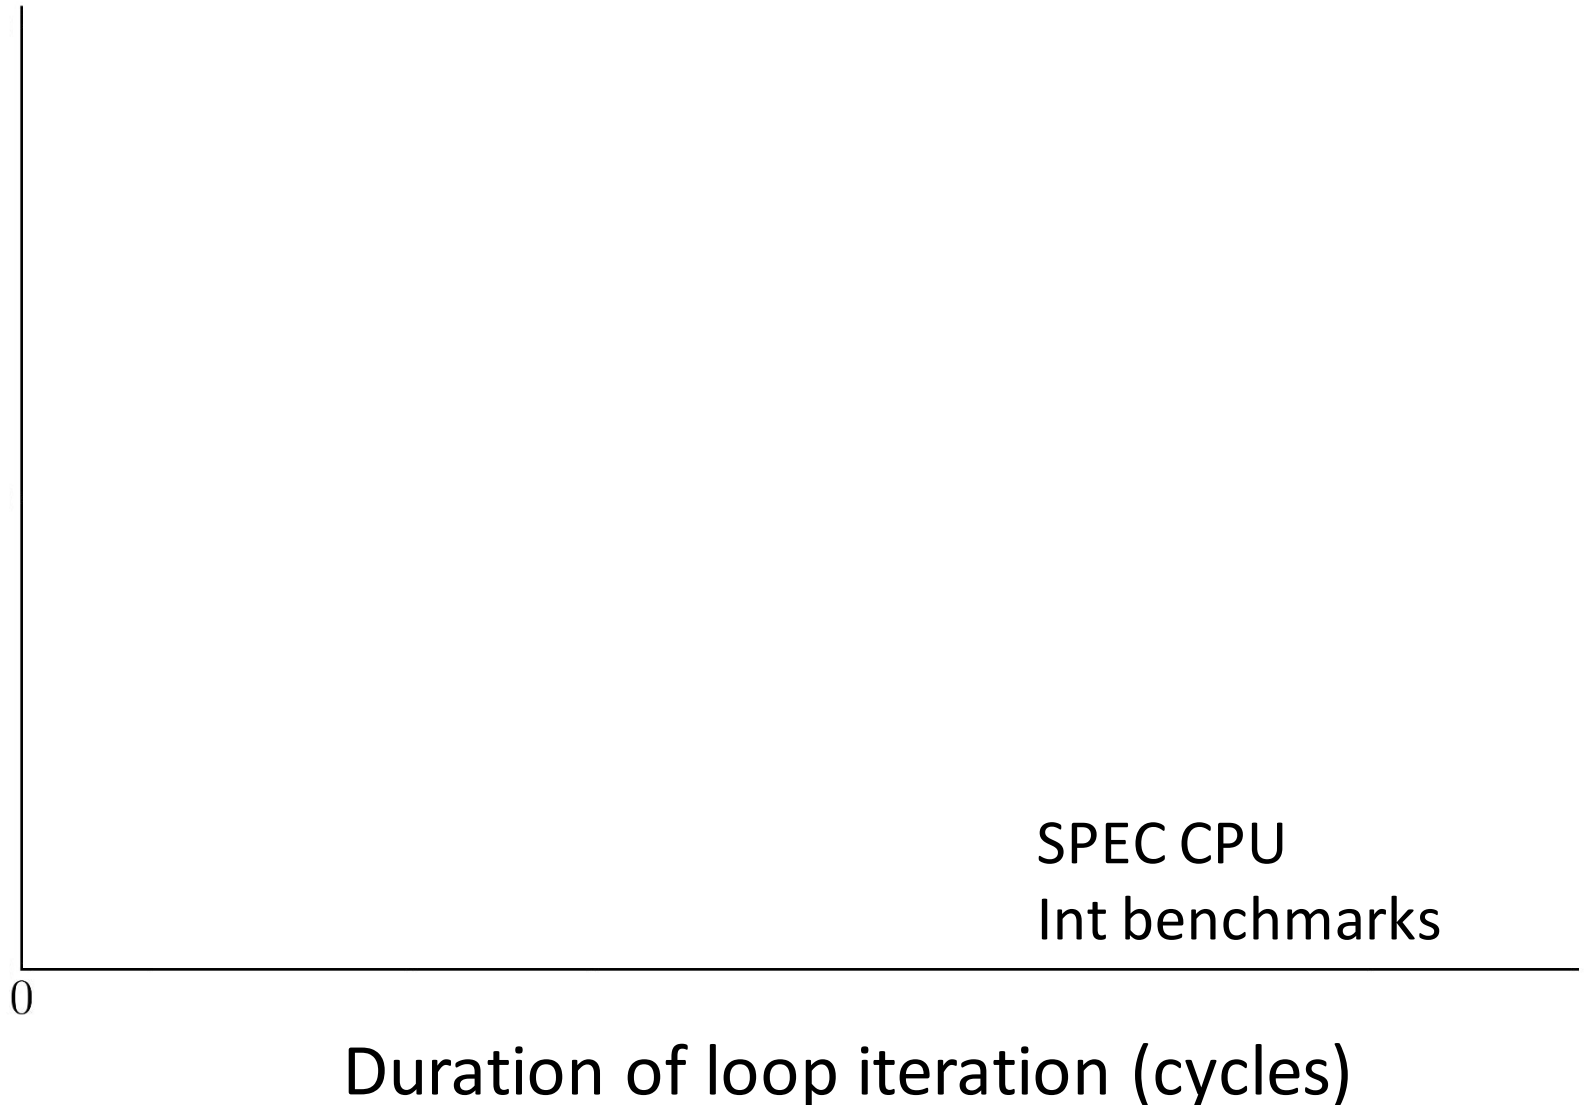 SPEC CPU
Int benchmarks
0
Duration of loop iteration (cycles)